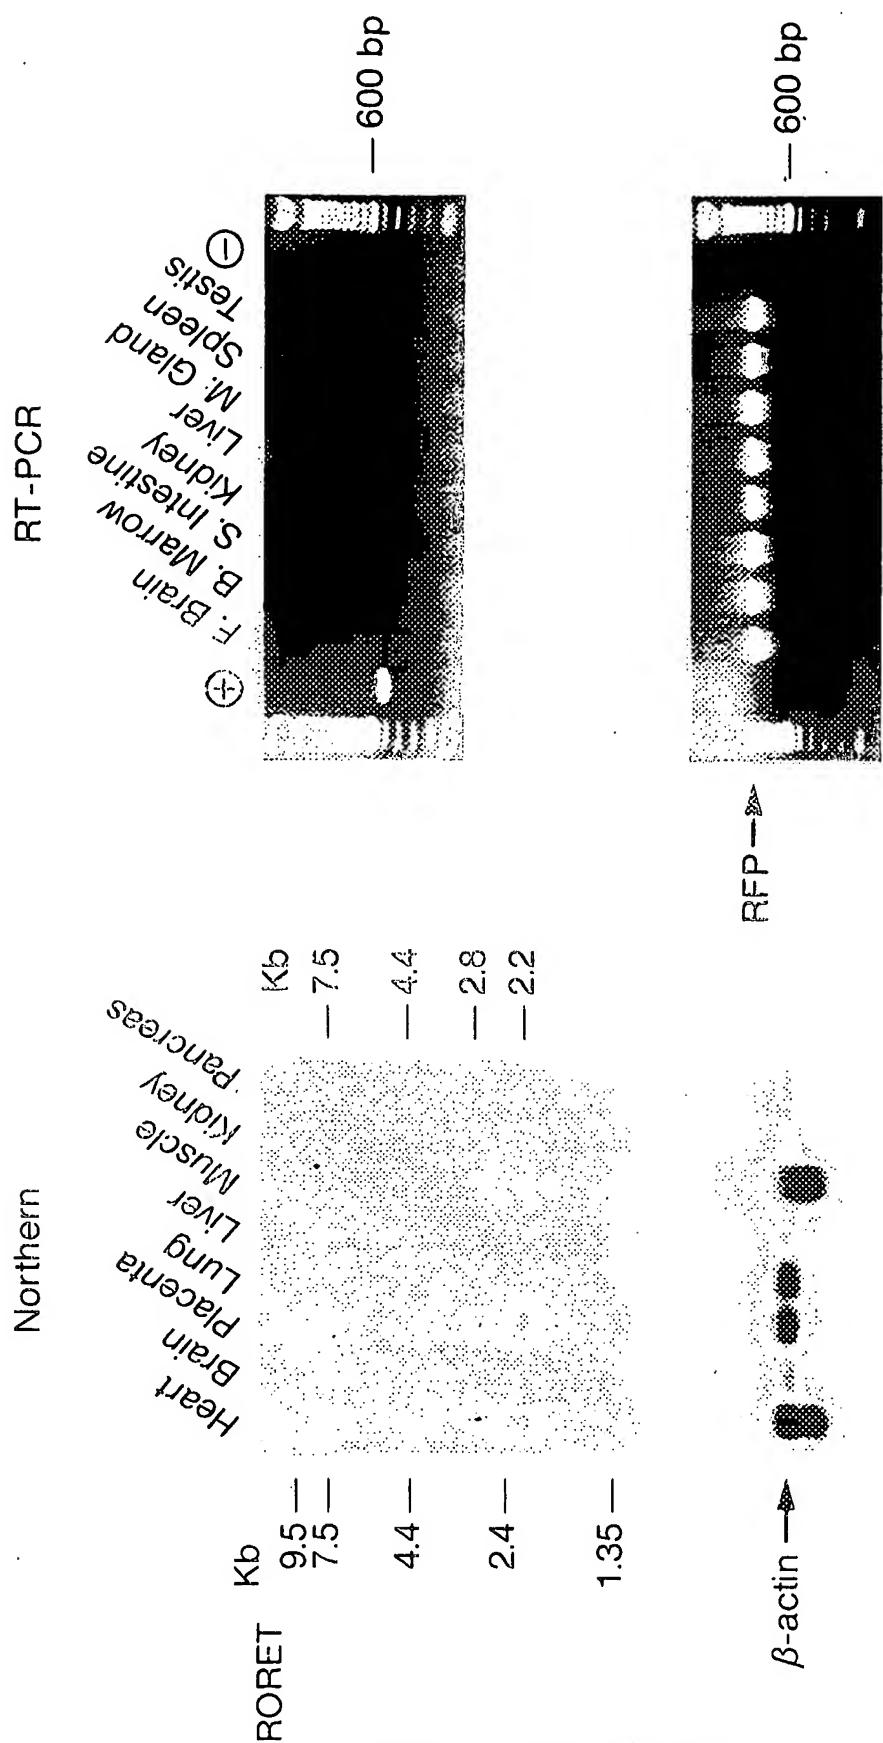 Northern
RT-PCR
Heart
Brain
Placenta
Lung
Liver
Muscle
Kidney
Pancreas
RORET
Kb
9.5
7.5
4.4
2.4
1.35
Kb
7.5
4.4
2.8
2.2
β-actin
+
F. Brain
B. Marrow
S. Intestine
Kidney
Liver
M. Gland
Spleen
Testis
−
600 bp
RFP
600 bp